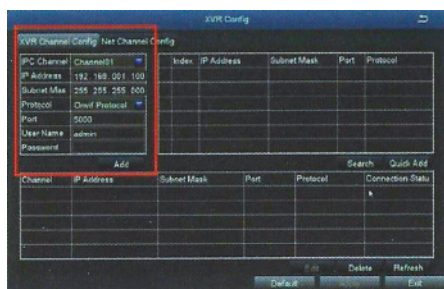 XVR Config
XVR Channel Config Net Channel Config
IPC Channel Channel01
IP Address 192.168.001.100
Subnet Mas 255.255.255.000
Protocol Onvif Protocol
Port 5000
User Name admin
Password
Add
Index IP Address Subnet Mask Port Protocol
Search Quick Add
Channel IP Address Subnet Mask Port Protocol Connection Statu
Edit Delete Refresh
Default Apply Exit